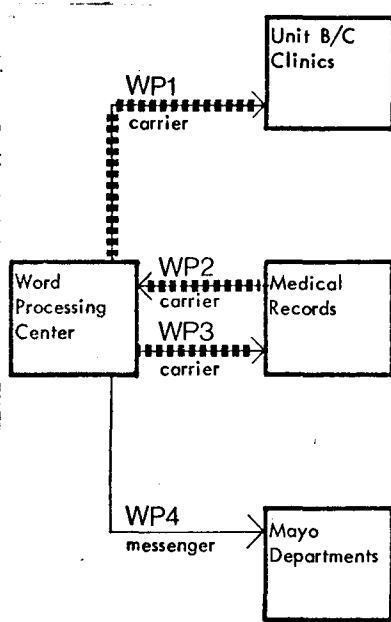 Unit B/C
Clinics
WP1
carrier
Word
Processing
Center
WP2
carrier
Medical
Records
WP3
carrier
WP4
messenger
Mayo
Departments